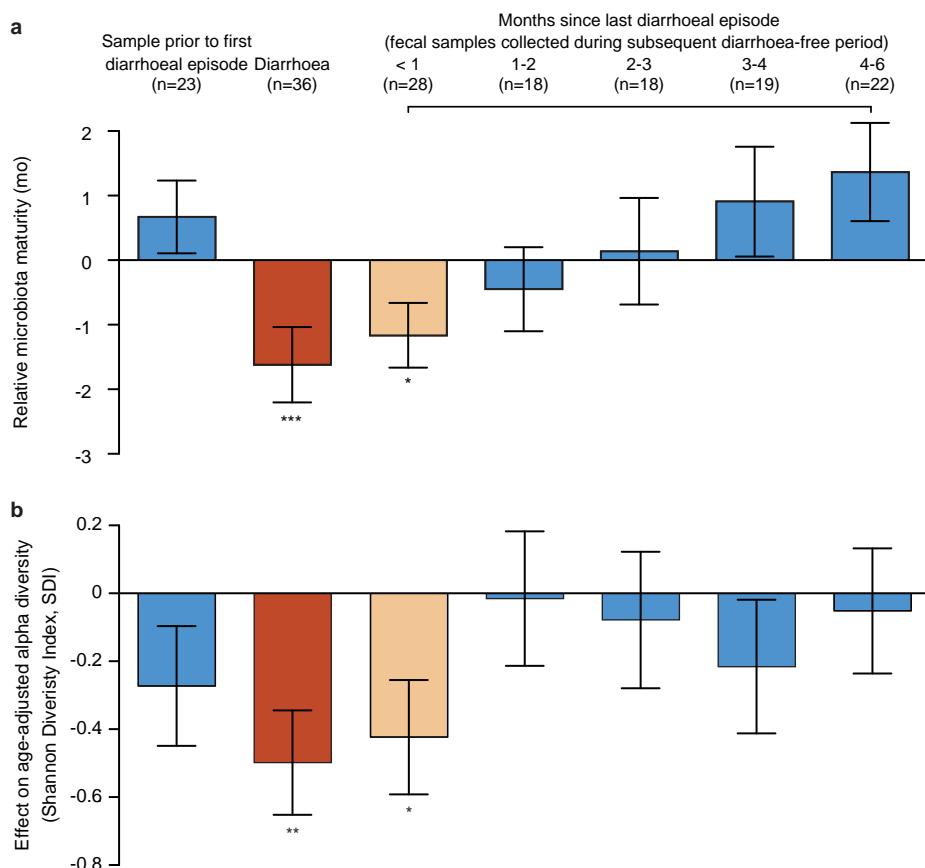 a
Months since last diarrhoeal episode
(fecal samples collected during subsequent diarrhoea-free period)
Sample prior to first
diarrhoeal episode Diarrhoea < 1 1-2 2-3 3-4 4-6
(n=23) (n=36) (n=28) (n=18) (n=18) (n=19) (n=22)
Relative microbiota maturity (mo)
2
1
0
-1
-2
-3
***
*
b
Effect on age-adjusted alpha diversity
(Shannon Diveristy Index, SDI)
0.2
0
-0.2
-0.4
-0.6
-0.8
**
*